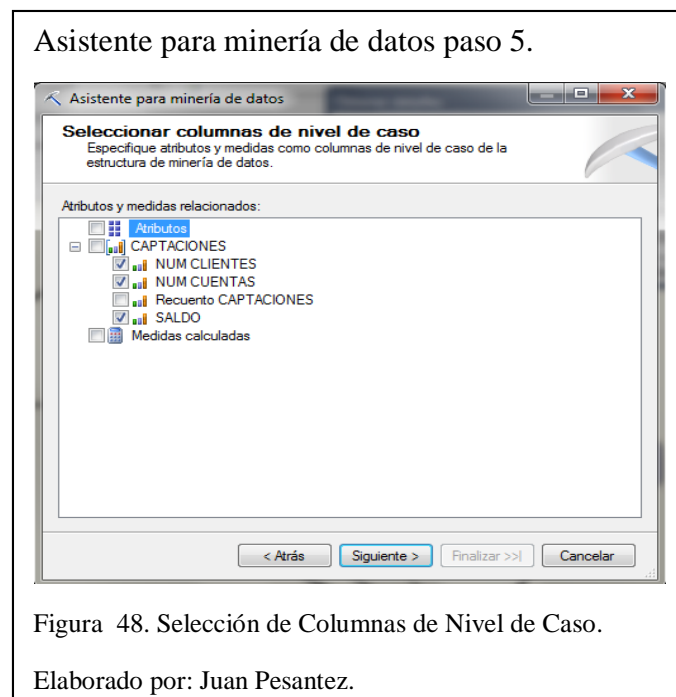 Asistente para minería de datos paso 5.
Asistente para minería de datos
Seleccionar columnas de nivel de caso
Especifique atributos y medidas como columnas de nivel de caso de la
estructura de minería de datos.
Atributos y medidas relacionados:
Atributos
CAPTACIONES
NUM CLIENTES
NUM CUENTAS
Recuento CAPTACIONES
SALDO
Medidas calculadas
< Atrás
Siguiente >
Finalizar >>|
Cancelar
Figura 48. Selección de Columnas de Nivel de Caso.
Elaborado por: Juan Pesantez.